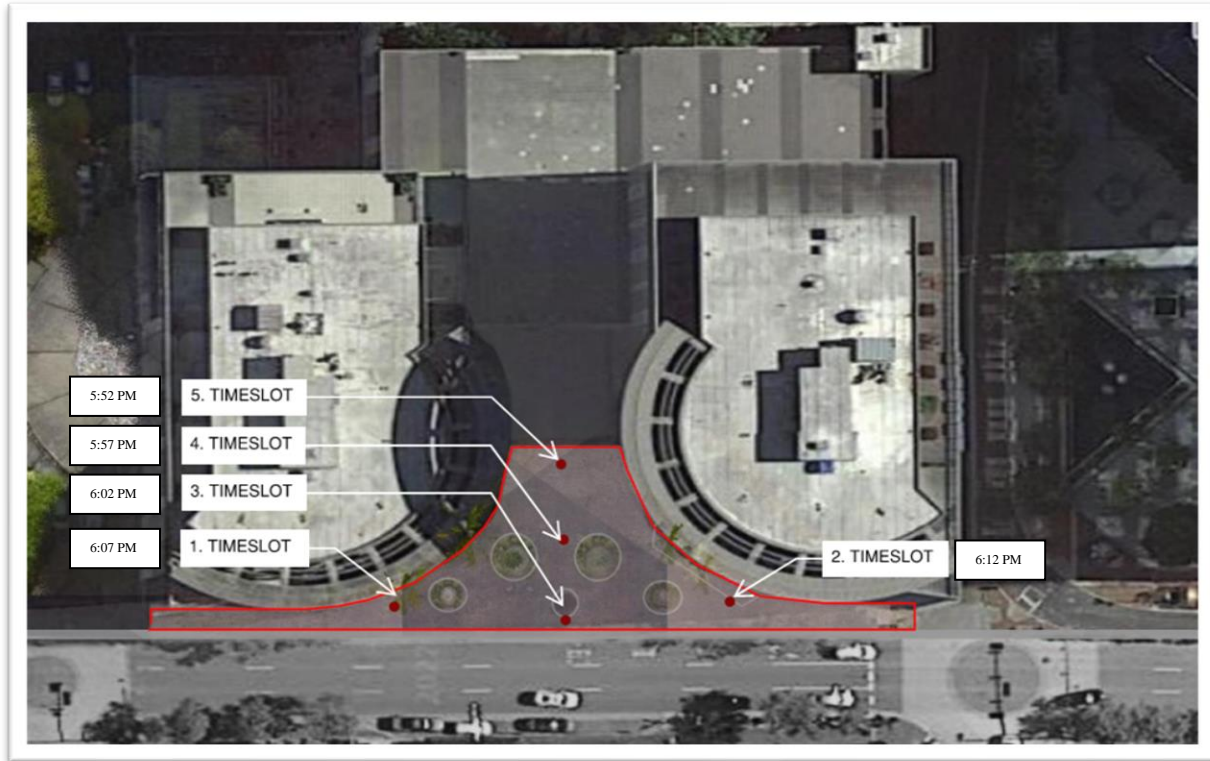 5:52 PM 5. TIMESLOT
5:57 PM 4. TIMESLOT
6:02 PM 3. TIMESLOT
6:07 PM 1. TIMESLOT
2. TIMESLOT 6:12 PM